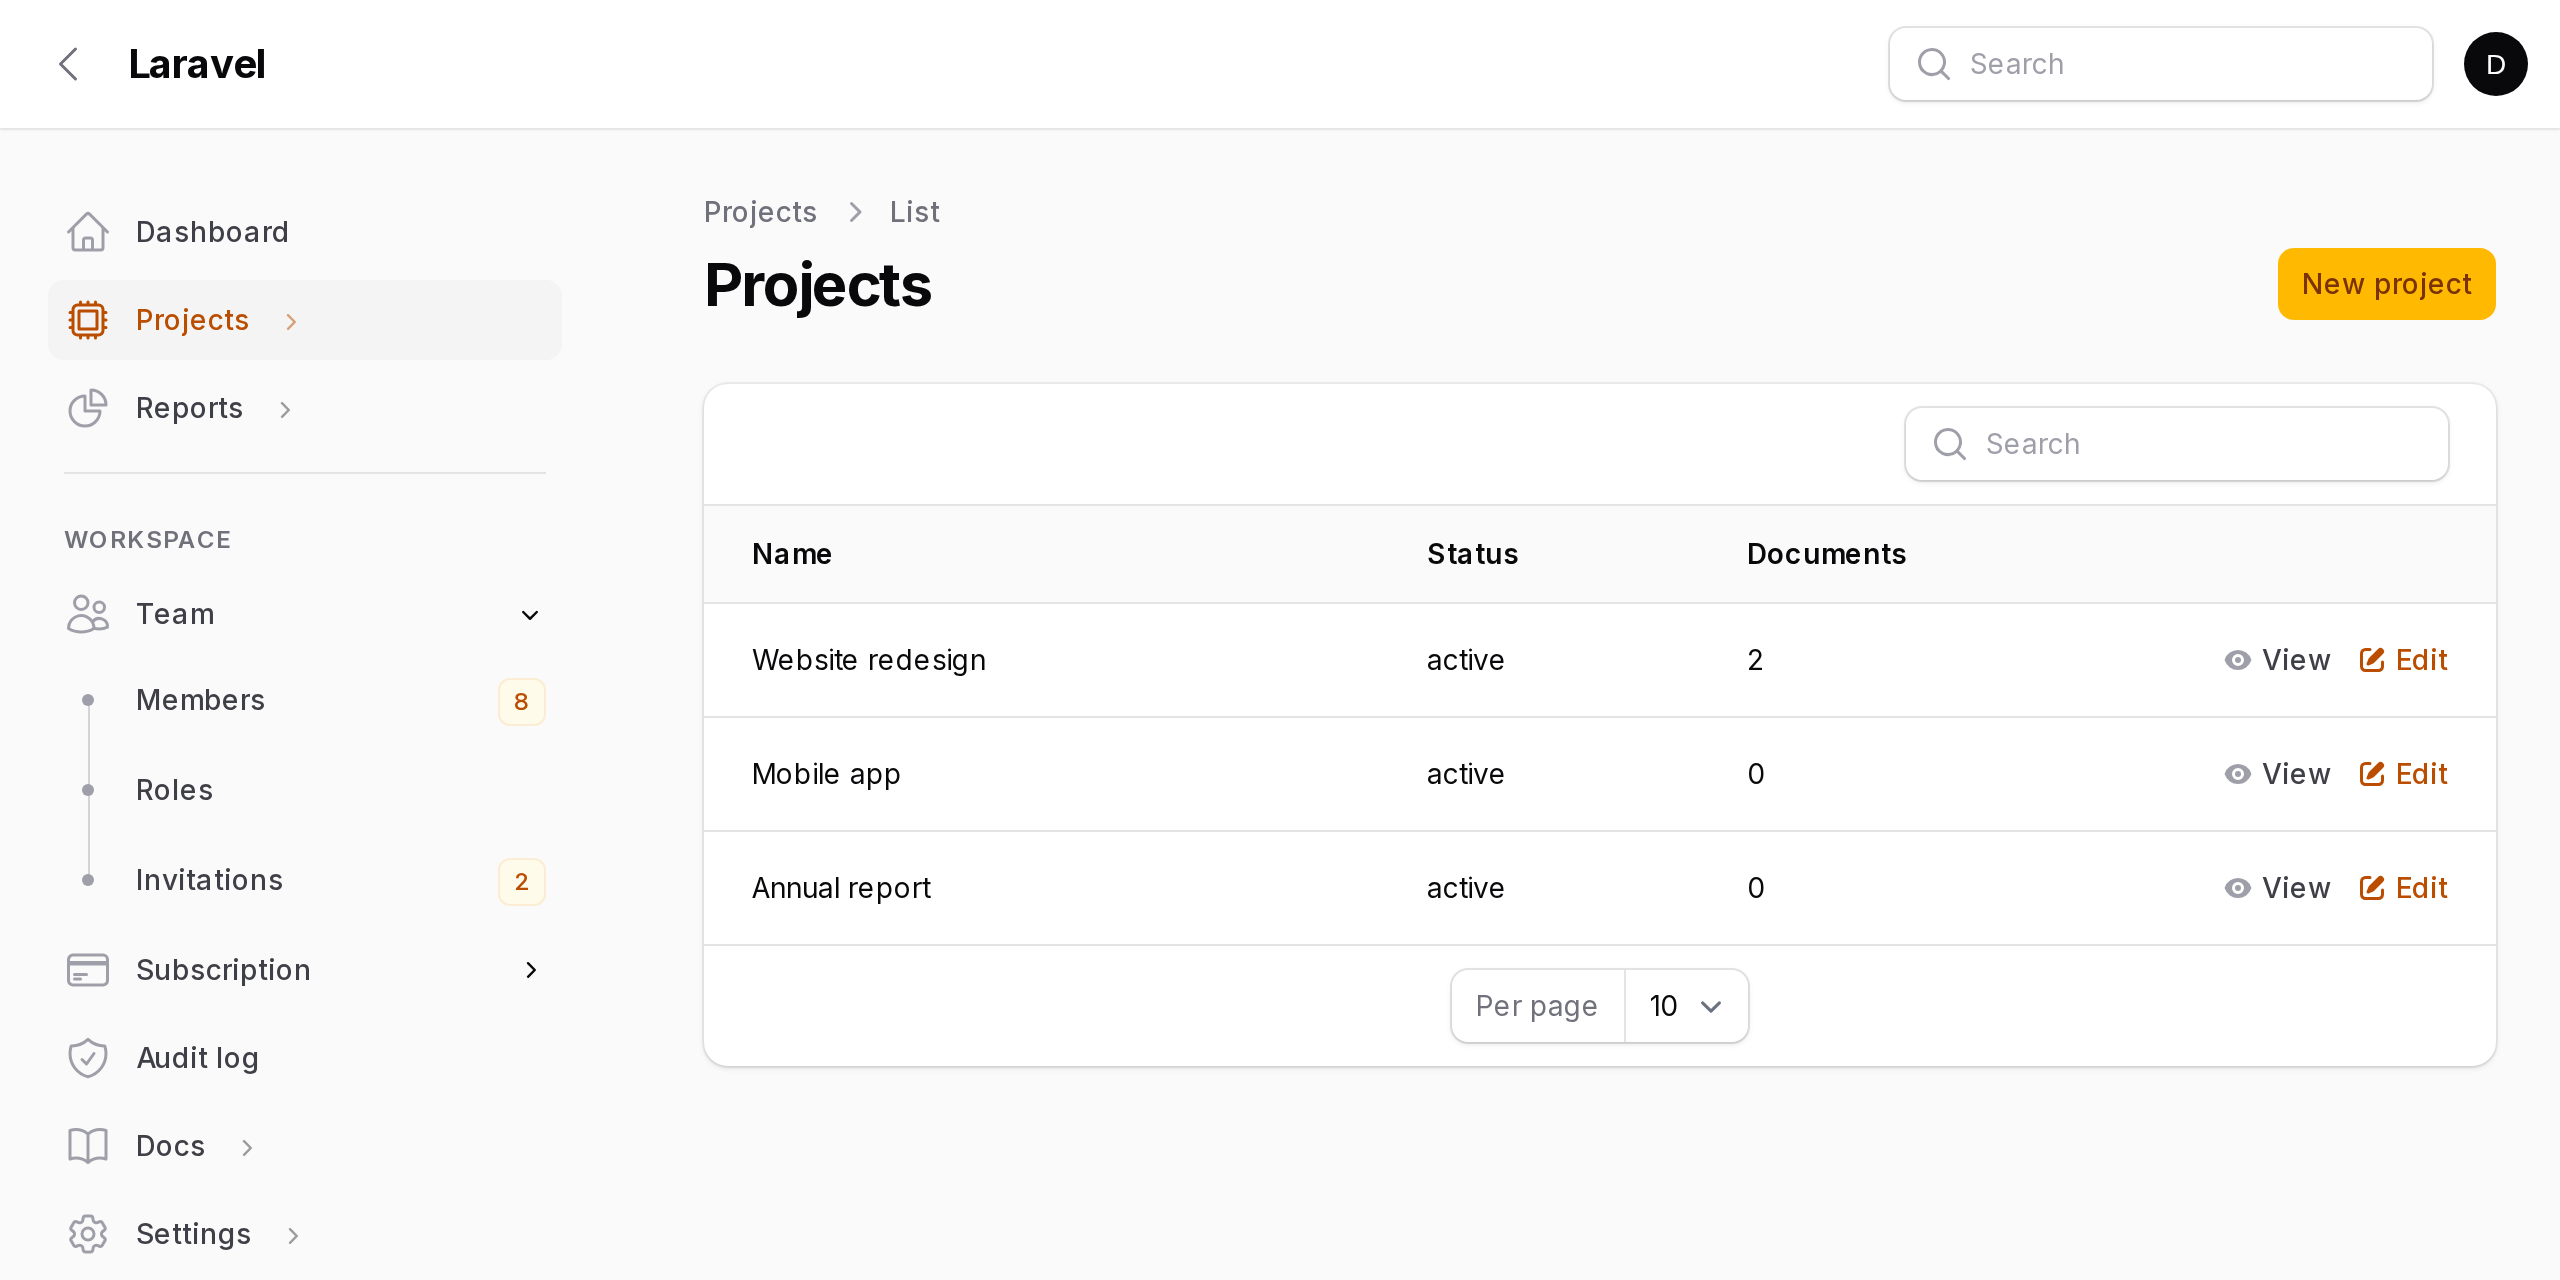 Laravel
Search
D
Dashboard
Projects
Reports
WORKSPACE
Team
Members 8
Roles
Invitations 2
Subscription
Audit log
Docs
Settings
Projects List
Projects
New project
Search
Name Status Documents
Website redesign active 2 View Edit
Mobile app active 0 View Edit
Annual report active 0 View Edit
Per page 10